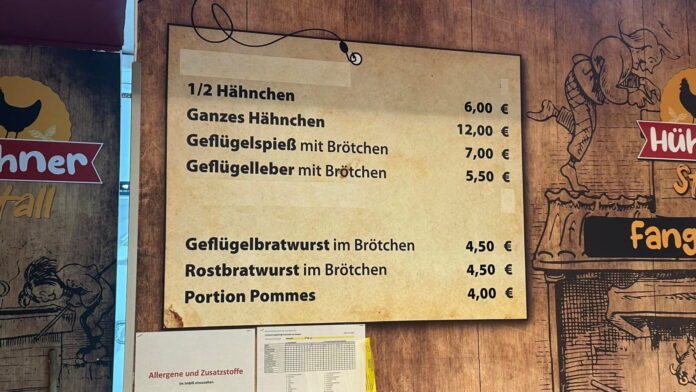 1/2 Hähnchen 6,00 €
Ganzes Hähnchen 12,00 €
Geflügelspieß mit Brötchen 7,00 €
Geflügelleber mit Brötchen 5,50 €
Geflügelbratwurst im Brötchen 4,50 €
Rostbratwurst im Brötchen 4,50 €
Portion Pommes 4,00 €
hner
tall
Hüh
St
Fang
Allergene und Zusatzstoffe